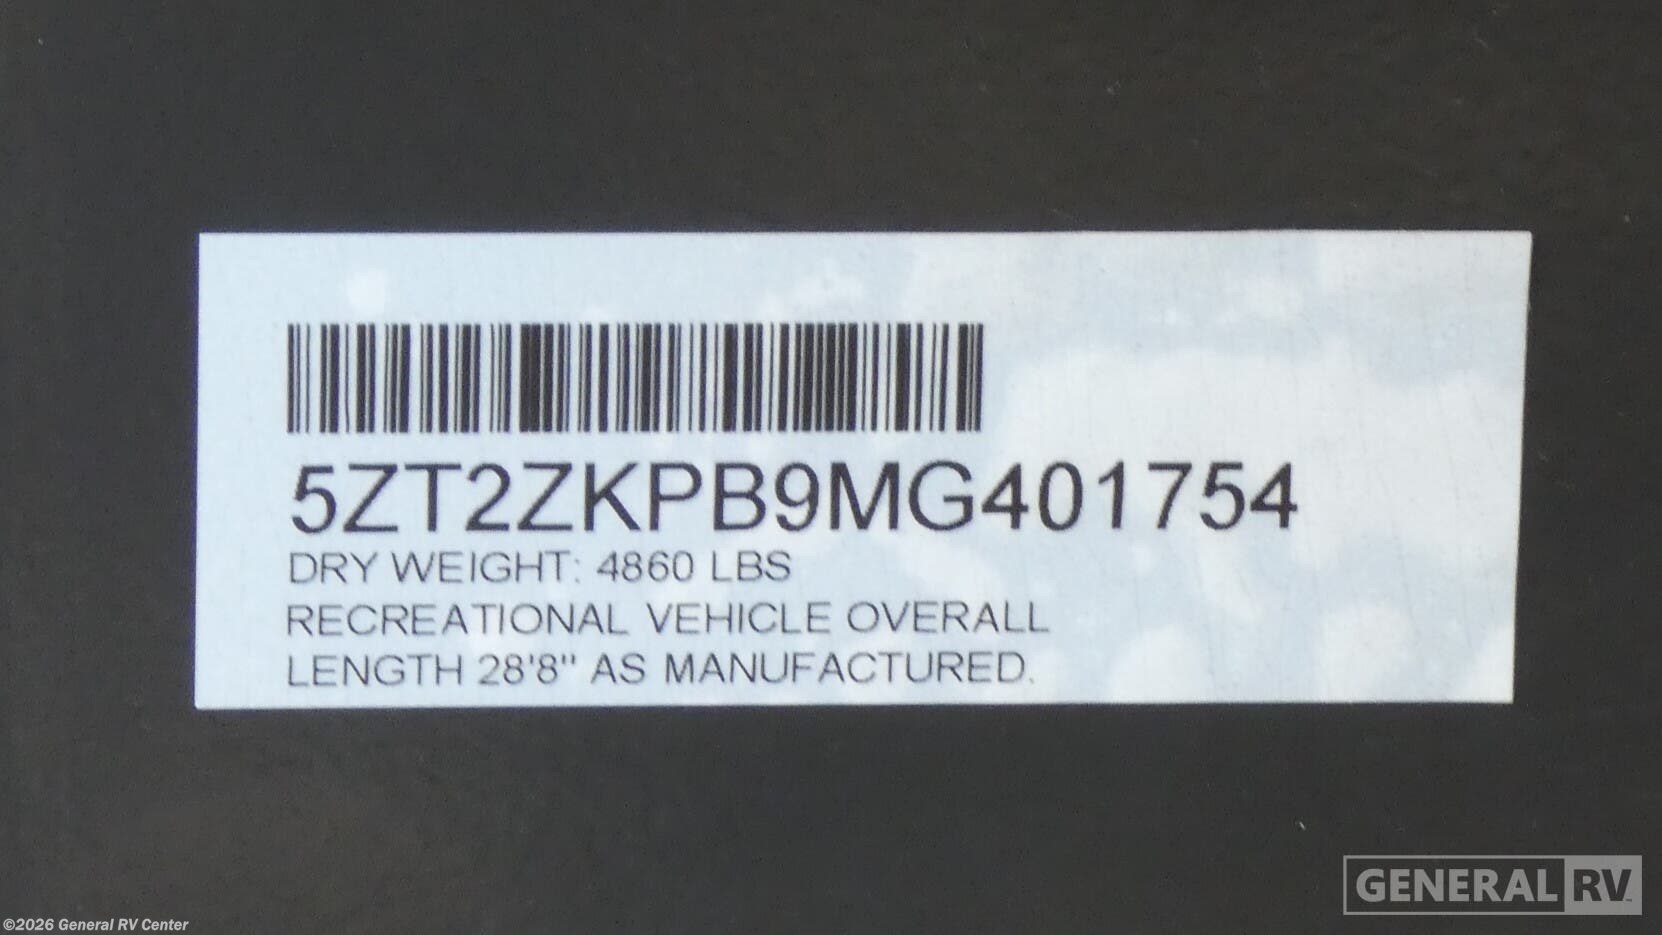 5ZT2ZKPB9MG401754
DRY WEIGHT: 4860 LBS
RECREATIONAL VEHICLE OVERALL
LENGTH 28'8" AS MANUFACTURED.
GENERAL RV
©2026 General RV Center